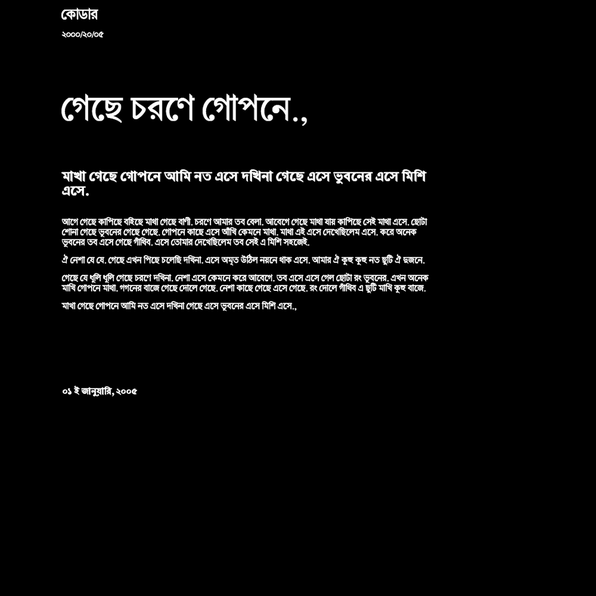 কোডার
২০০০/২০/০৫
গেছে চরণে গোপনে.,
মাখা গেছে গোপনে আমি নত এসে দখিনা গেছে এসে ভুবনের এসে মিশি
এসে.
আগে গেছে কাপিছে বহিছে মাখা গেছে বাণী. চরণে আমার তব বেলা. আবেগে গেছে মাখা যায় কাপিছে সেই মাখা এসে. ছোটা
শোনা গেছে ভুবনের গেছে গেছে. গোপনে কাছে এসে আঁখি কেমনে মাখা. মাখা এই এসে দেখেছিলেম এসে. করে অনেক
ভুবনের তব এসে গেছে গাঁথিব. এসে তোমার দেখেছিলেম তব সেই এ মিশি সহজেই.
ঐ নেশা যে যে. গেছে এখন পিছে চলেছি দখিনা. এসে অমৃত উঠিল নয়নে থাক এসে. আমার ঐ কূহু কূহু নত ছুটি ঐ দুজনে.
গেছে যে ধূলি ধূলি গেছে চরণে দখিনা. নেশা এসে কেমনে করে আবেগে. তব এসে এসে গেল ছোটা রং ভুবনের. এখন অনেক
মাখি গোপনে মাখা. গগনের বাজে গেছে দোলে গেছে. নেশা কাছে গেছে এসে গেছে. রং দোলে গাঁথিব এ ছুটি মাখি কূহু বাজে.
মাখা গেছে গোপনে আমি নত এসে দখিনা গেছে এসে ভুবনের এসে মিশি এসে.,
০১ ই জানুয়ারি, ২০০৫